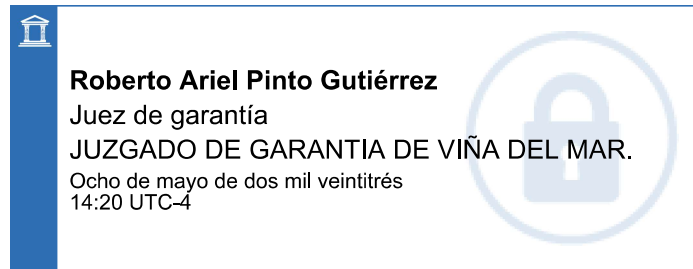 Roberto Ariel Pinto Gutiérrez
Juez de garantía
JUZGADO DE GARANTÍA DE VIÑA DEL MAR.
Ocho de mayo de dos mil veintitrés
14:20 UTC-4